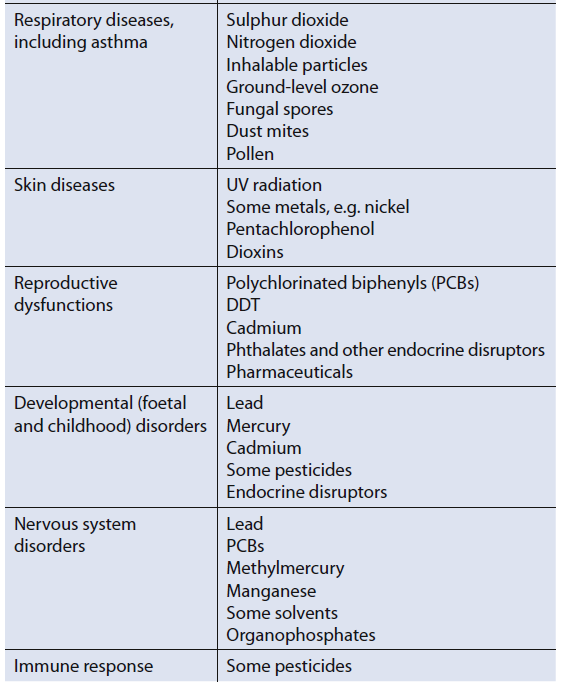 Respiratory diseases,
including asthma
Sulphur dioxide
Nitrogen dioxide
Inhalable particles
Ground-level ozone
Fungal spores
Dust mites
Pollen
Skin diseases
UV radiation
Some metals, e.g. nickel
Pentachlorophenol
Dioxins
Reproductive
dysfunctions
Polychlorinated biphenyls (PCBs)
DDT
Cadmium
Phthalates and other endocrine disruptors
Pharmaceuticals
Developmental (foetal
and childhood) disorders
Lead
Mercury
Cadmium
Some pesticides
Endocrine disruptors
Nervous system
disorders
Lead
PCBs
Methylmercury
Manganese
Some solvents
Organophosphates
Immune response
Some pesticides